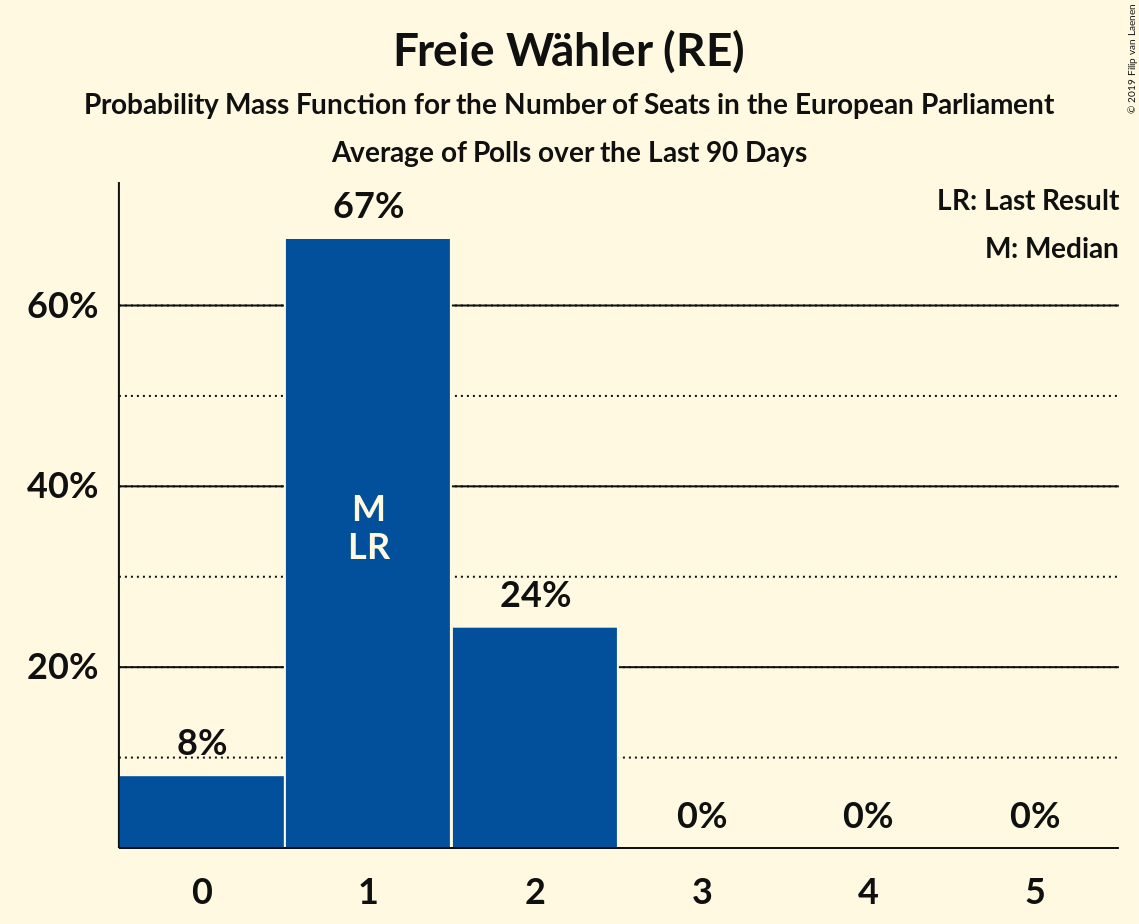 Freie Wähler (RE)
Probability Mass Function for the Number of Seats in the European Parliament
Average of Polls over the Last 90 Days
© 2019 Filip van Laenen
LR: Last Result
M: Median
67%
60%
40%
M
LR
24%
20%
8%
0% 0% 0%
0 1 2 3 4 5